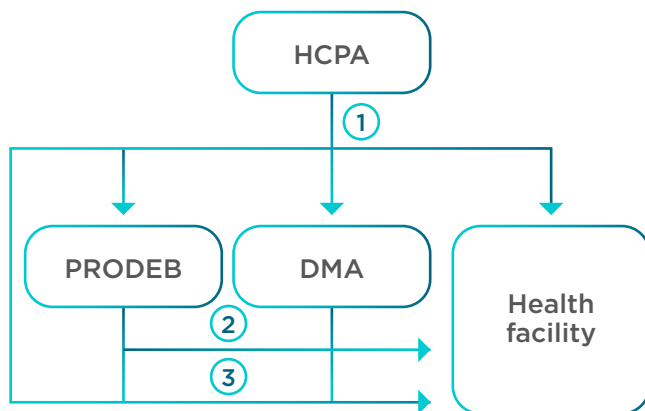 HCPA
1
PRODEB
DMA
Health
facility
2
3